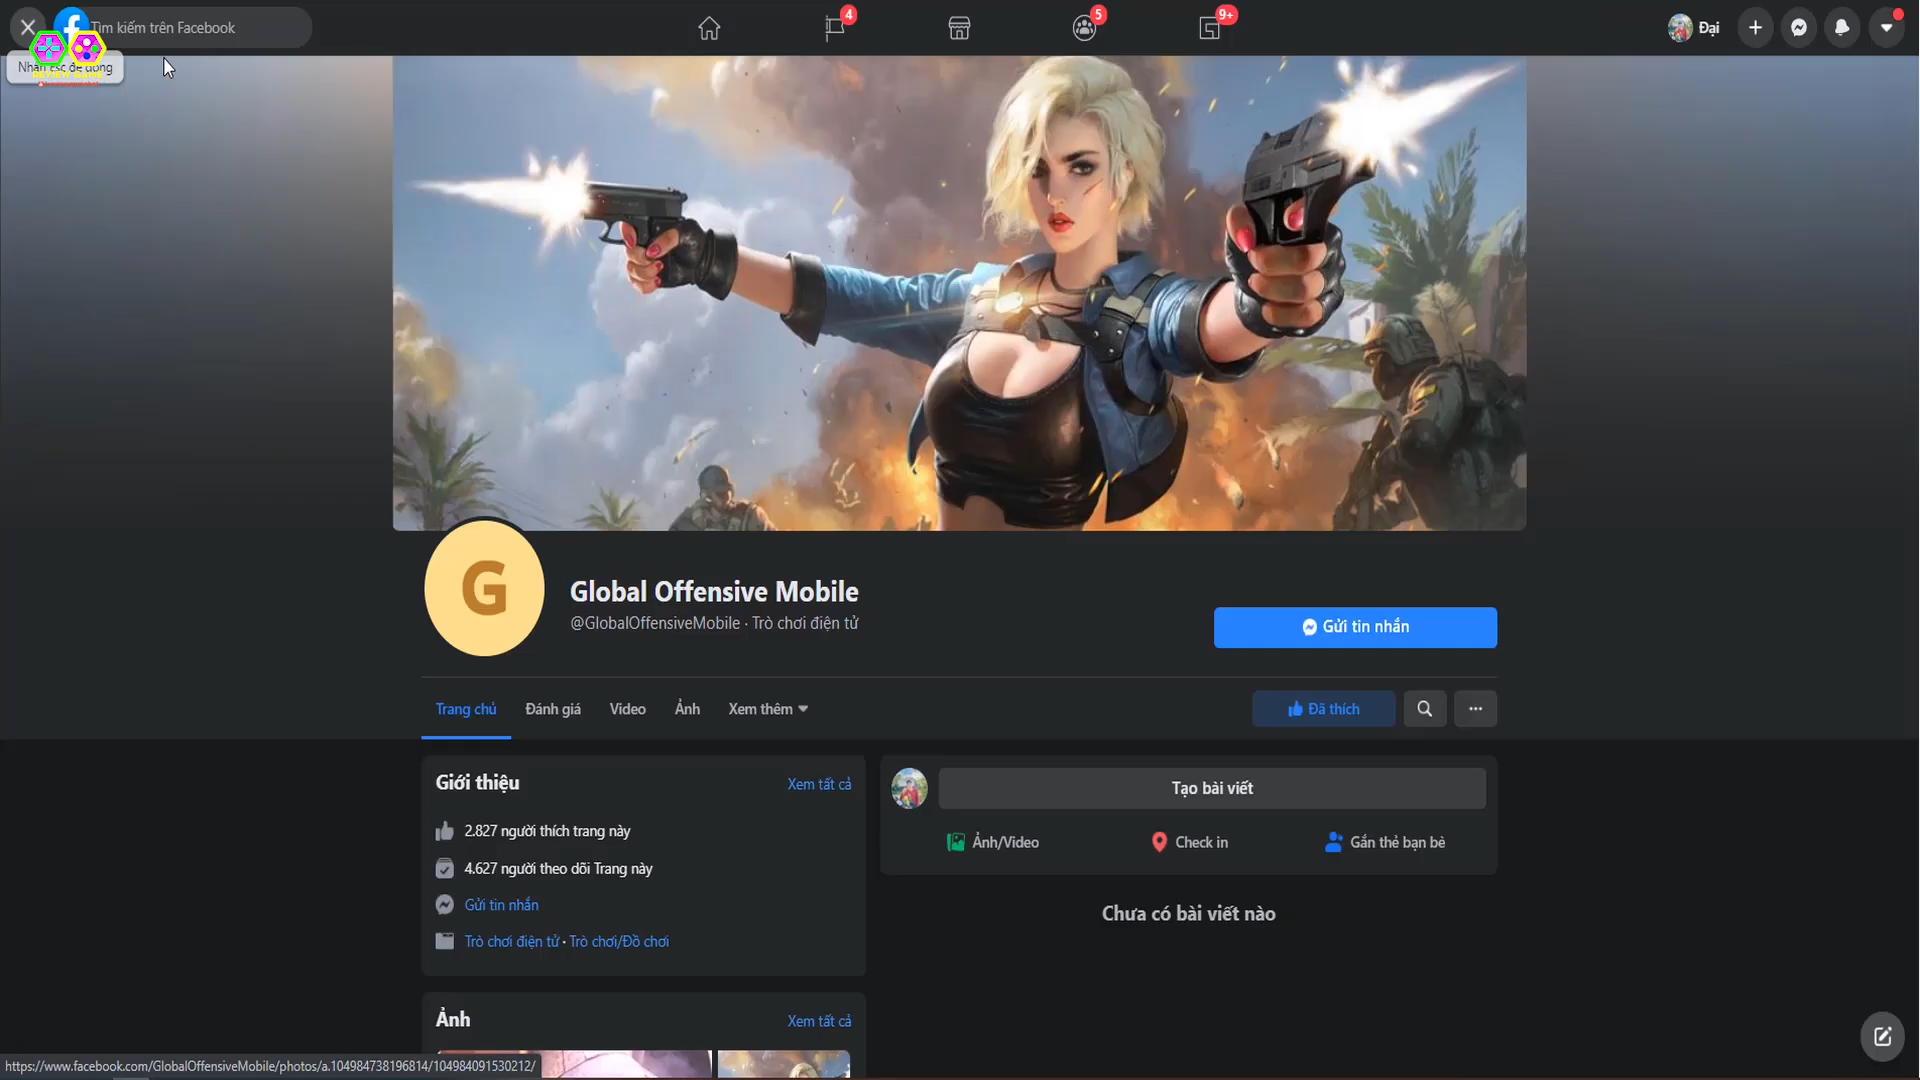 Tìm kiếm trên Facebook
4
5
9+
Đại
REVIEW GAME
Global Offensive Mobile
@GlobalOffensiveMobile · Trò chơi điện tử
Gửi tin nhắn
G
Trang chủ
Đánh giá
Video
Ảnh
Xem thêm
Đã thích
Giới thiệu
Xem tất cả
2.827 người thích trang này
4.627 người theo dõi Trang này
Gửi tin nhắn
Trò chơi điện tử · Trò chơi/Đồ chơi
Ảnh
Xem tất cả
Tạo bài viết
Ảnh/Video
Check in
Gắn thẻ bạn bè
Chưa có bài viết nào
https://www.facebook.com/GlobalOffensiveMobile/photos/a.104984738196814/104984091530212/